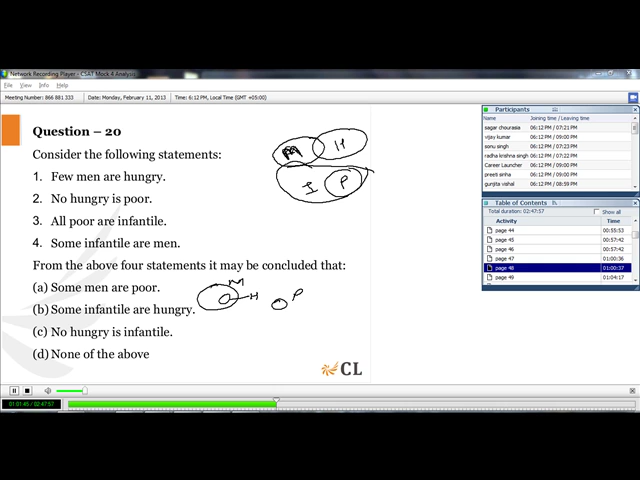 Network Recording Player - CSAT Mock 4 Analysis
File View Info Help
Meeting Number: 866 881 333 Date: Monday, February 11, 2013 Time: 6:12 PM, Local Time (GMT +05:00)
Question – 20
Consider the following statements:
1. Few men are hungry.
2. No hungry is poor.
3. All poor are infantile.
4. Some infantile are men.
From the above four statements it may be concluded that:
(a) Some men are poor.
(b) Some infantile are hungry.
(c) No hungry is infantile.
(d) None of the above
M H
I P
M
H P
CL
Participants
Name Joining time / Leaving time
sagar chourasia 06:12 PM / 07:21 PM
vijay kumar 06:12 PM / 09:00 PM
sonu singh 06:12 PM / 07:23 PM
radha krishna singh 06:12 PM / 09:00 PM
Career Launcher 06:12 PM / 09:00 PM
preeti sinha 06:12 PM / 09:00 PM
gunjita vishal 06:12 PM / 08:59 PM
Table of Contents
Total duration: 02:47:57 Show all
Activity Time
page 44 00:55:53
page 45 00:57:42
page 46 00:57:42
page 47 01:00:36
page 48 01:00:37
page 49 01:04:17
01:01:45 / 02:47:57